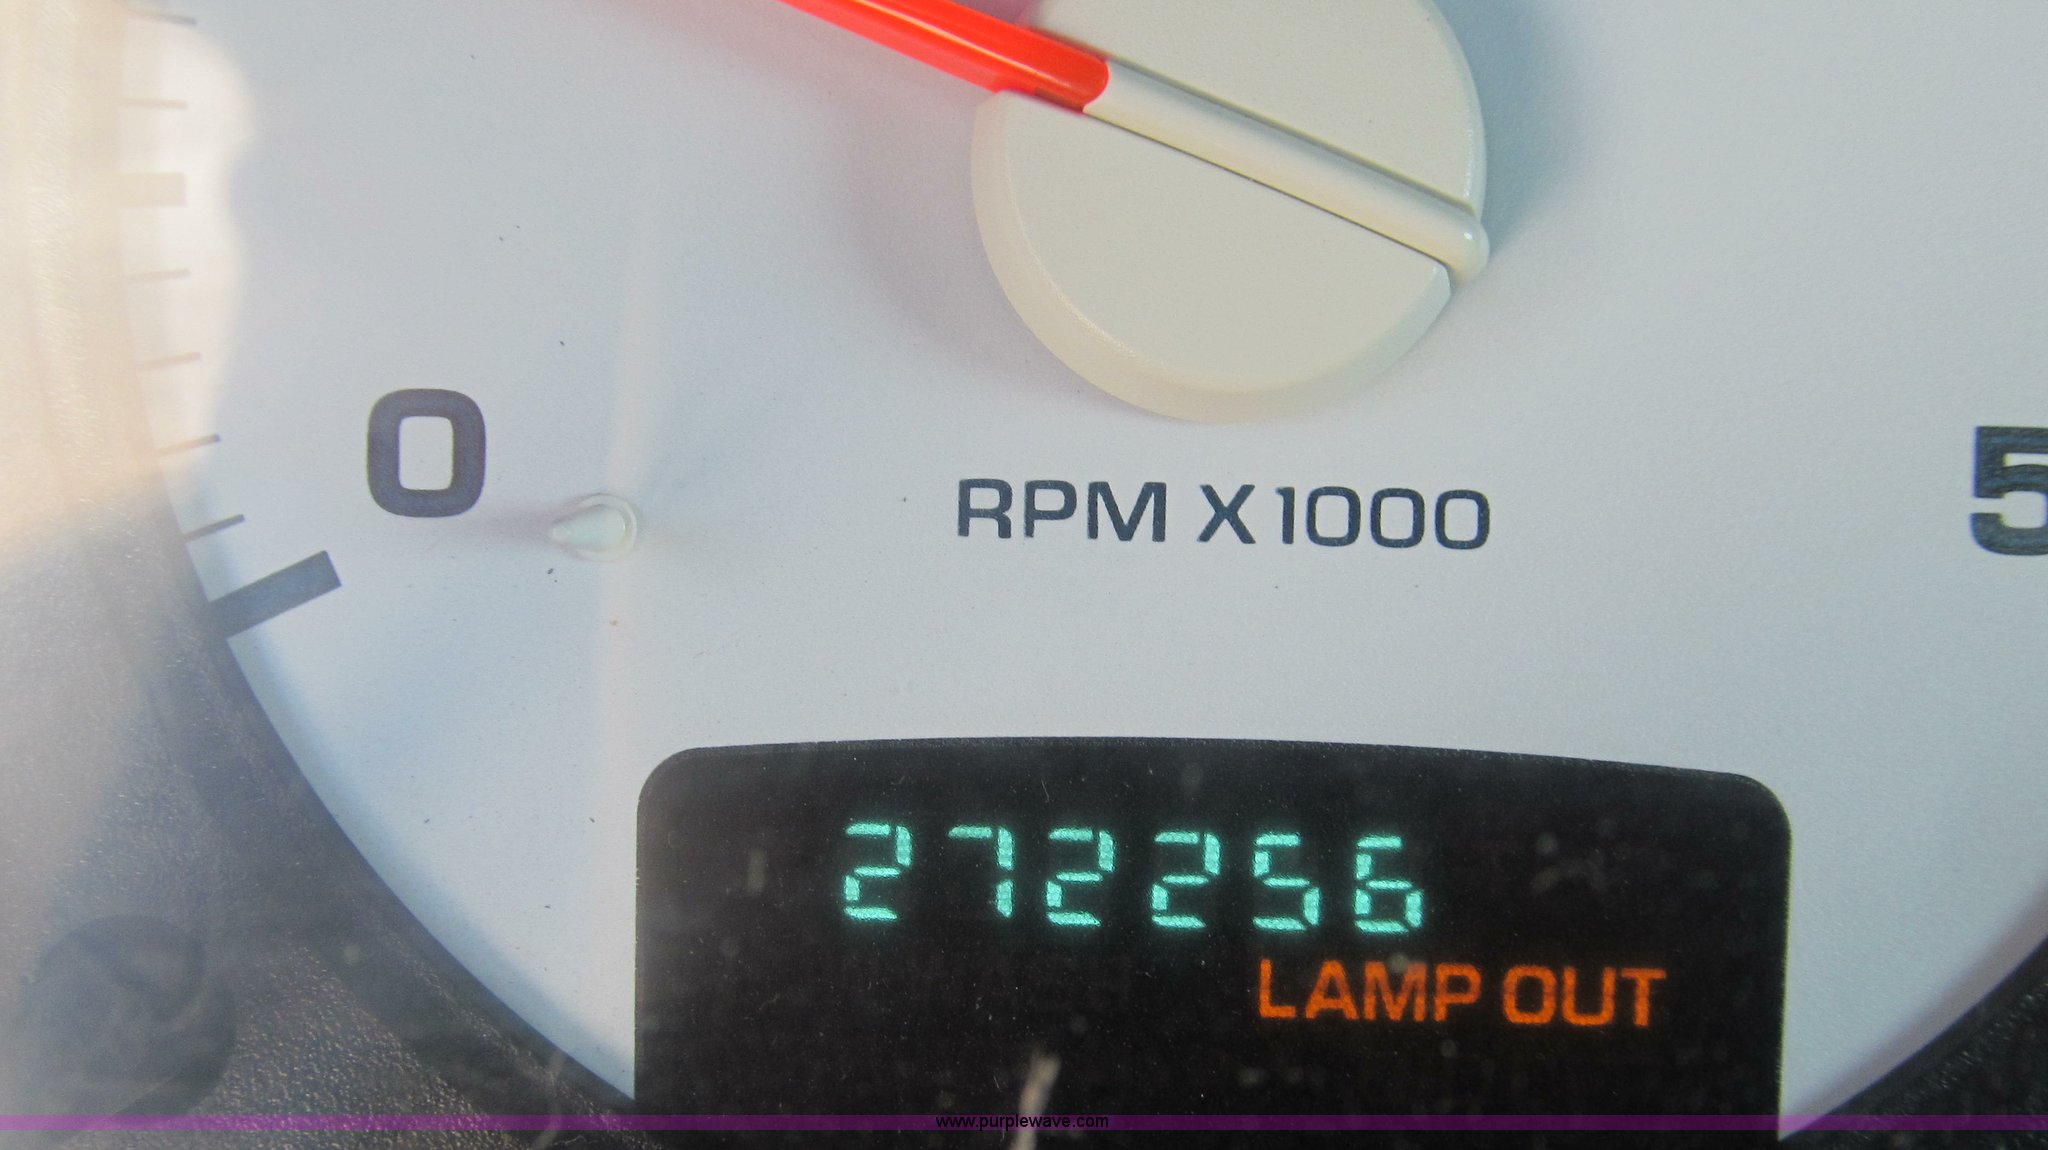 0
5
RPM X1000
272256
LAMP OUT
www.purplewave.com